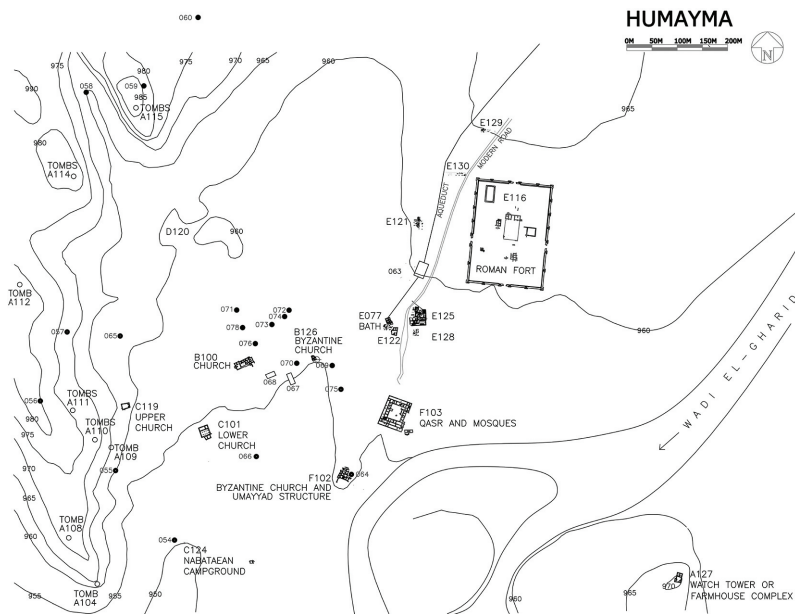 HUMAYMA
0M 50M 100M 150M 200M
N
060
975
980
975
970
965
960
990
058
059
985
TOMBS
A115
965
980
TOMBS
A114
E129
MODERN ROAD
E130
AQUEDUCT
E116
E121
ROMAN FORT
D120
980
063
TOMB
A112
071
072
074
073
078
076
057
065
E077
BATH
E122
E125
E128
960
B126
BYZANTINE
CHURCH
B100
CHURCH
070
069
068
067
075
WADI EL-GHARID
056
TOMBS
A111
980
975
C119
UPPER
CHURCH
TOMBS
A110
C101
LOWER
CHURCH
F103
QASR AND MOSQUES
TOMB
A109
066
970
055
F102
064
BYZANTINE CHURCH AND
UMAYYAD STRUCTURE
965
960
TOMB
A108
054
C124
NABATAEAN
CAMPGROUND
955
TOMB
A104
955
950
960
965
970
A127
WATCH TOWER OR
FARMHOUSE COMPLEX